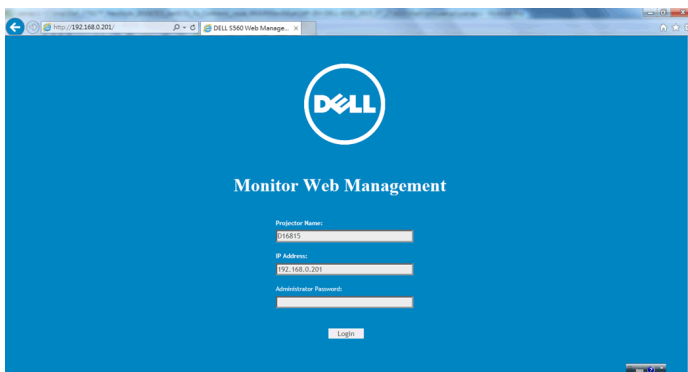 http://192.168.0.201/
DELL S560 Web Manage...
DELL
Monitor Web Management
Projector Name:
D16815
IP Address:
192.168.0.201
Administrator Password:
Login